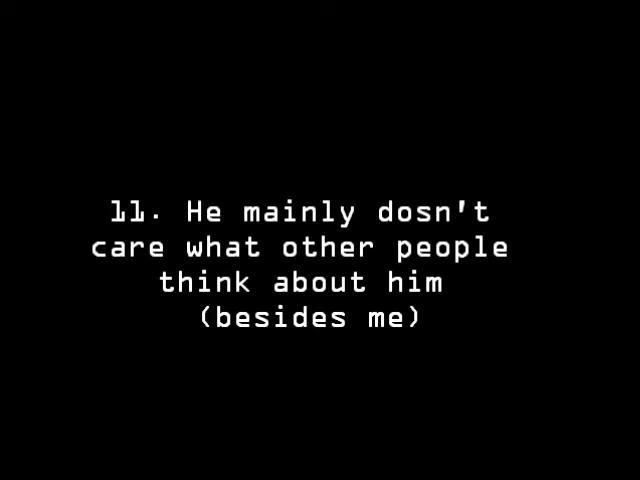 11. He mainly dosn't
care what other people
think about him
(besides me)